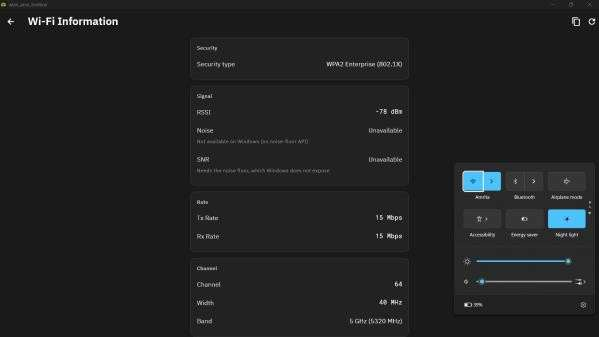 Wi-Fi Information
Security
Security type WPA2 Enterprise (802.1X)
Signal
RSSI -78 dBm
Noise Unavailable
Not available on Windows (no noise-floor API)
SNR Unavailable
Needs the noise floor, which Windows does not expose
Rate
Tx Rate 15 Mbps
Rx Rate 15 Mbps
Channel
Channel 64
Width 40 MHz
Band 5 GHz (5320 MHz)
Amrita Bluetooth Airplane mode
Accessibility Energy saver Night light
39%